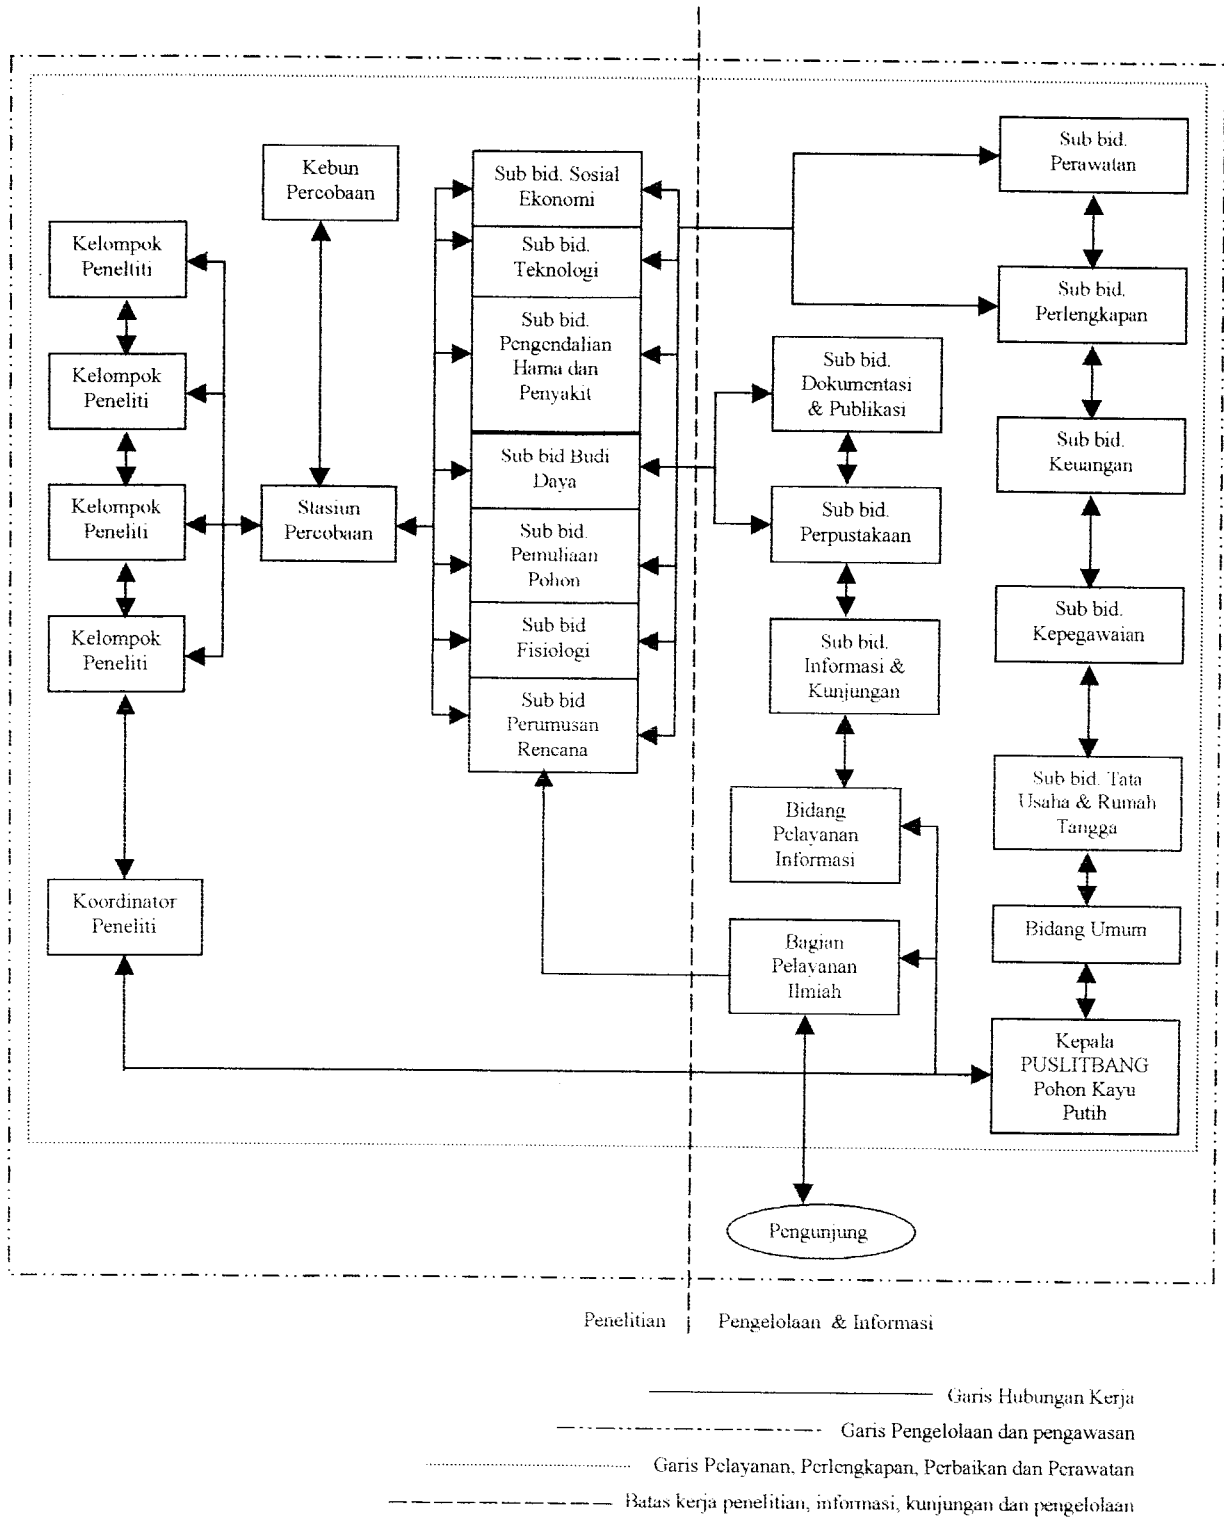 Sub bid.
Perawatan
Kebun
Percobaan
Sub bid. Sosial
Ekonomi
Kelompok
Peneltiti
Sub bid.
Teknologi
Sub bid.
Perlengkapan
Sub bid.
Pengendalian
Hama dan
Penyakit
Sub bid.
Dokumentasi
& Publikasi
Kelompok
Peneliti
Sub bid.
Keuangan
Sub bid Budi
Daya
Kelompok
Peneliti
Stasiun
Percobaan
Sub bid.
Perpustakaan
Sub bid.
Pemuliaan
Pohon
Sub bid.
Kepegawaian
Kelompok
Peneliti
Sub bid
Fisiologi
Sub bid.
Informasi &
Kunjungan
Sub bid
Perumusan
Rencana
Sub bid. Tata
Usaha & Rumah
Tangga
Bidang
Pelayanan
Informasi
Koordinator
Peneliti
Bidang Umum
Bagian
Pelayanan
Ilmiah
Kepala
PUSLITBANG
Pohon Kayu
Putih
Pengunjung
Penelitian
Pengelolaan & Informasi
Garis Hubungan Kerja
Garis Pengelolaan dan pengawasan
Garis Pelayanan, Perlengkapan, Perbaikan dan Perawatan
Batas kerja penelitian, informasi, kunjungan dan pengelolaan